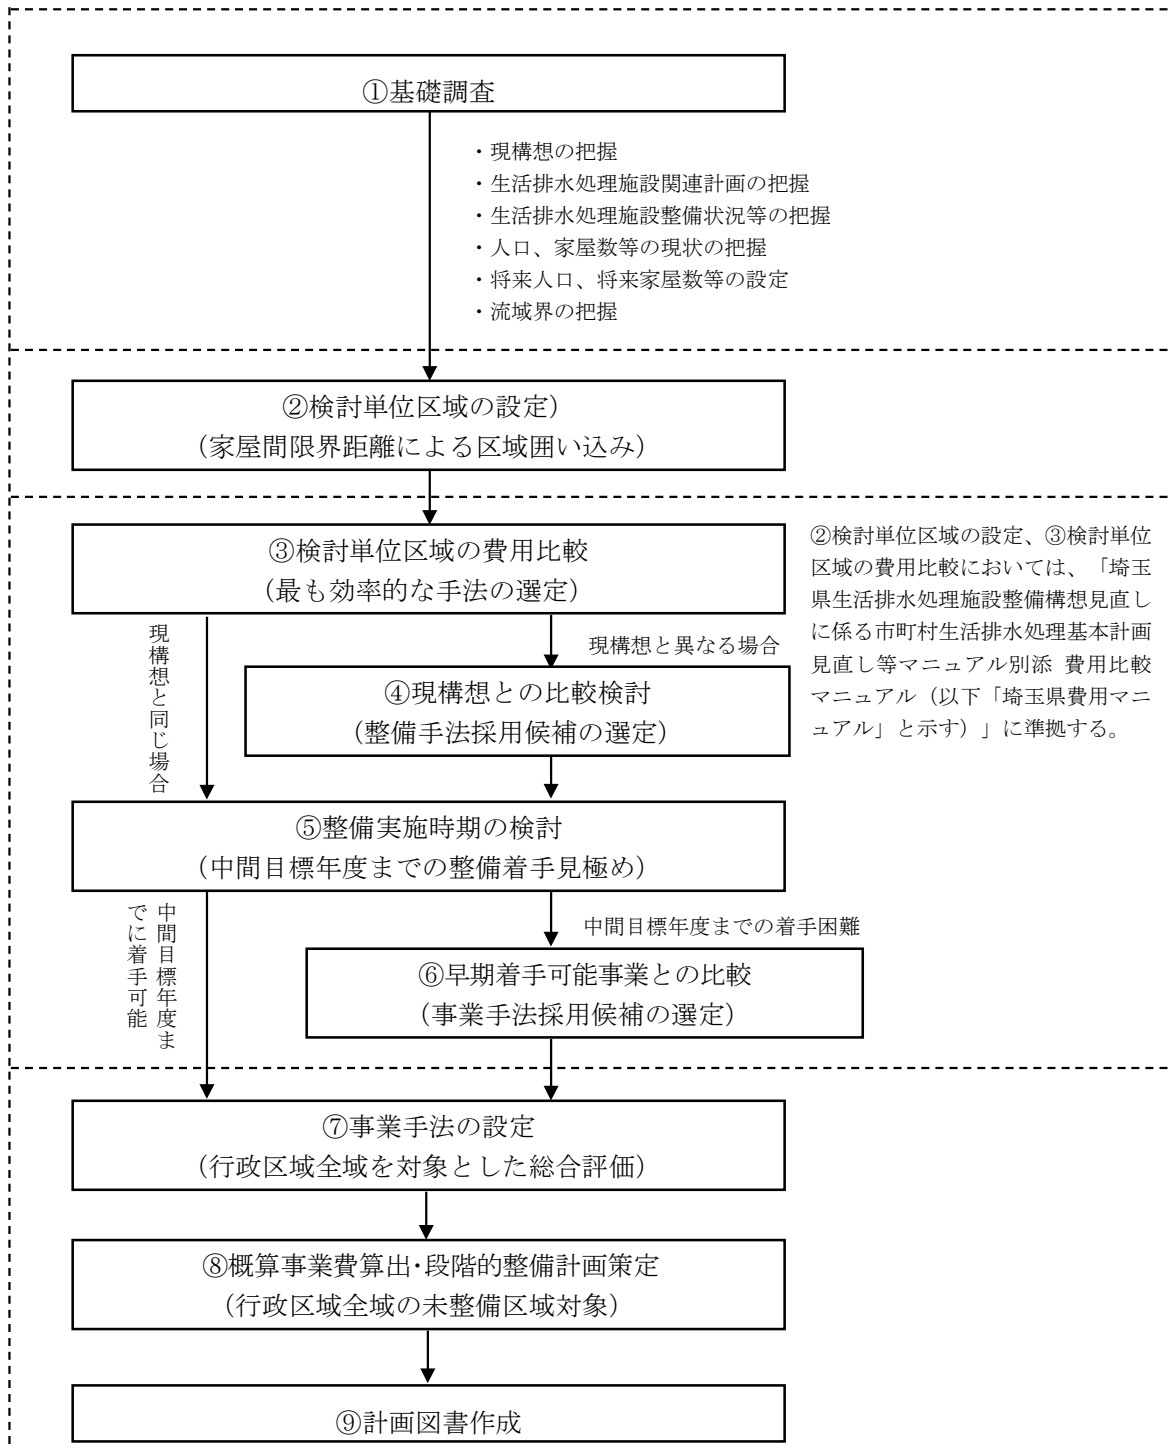 ①基礎調査
・現構想の把握
・生活排水処理施設関連計画の把握
・生活排水処理施設整備状況等の把握
・人口、家屋数等の現状の把握
・将来人口、将来家屋数等の設定
・流域界の把握
②検討単位区域の設定）
（家屋間限界距離による区域囲い込み）
③検討単位区域の費用比較
（最も効率的な手法の選定）
②検討単位区域の設定、③検討単位
区域の費用比較においては、「埼玉
県生活排水処理施設整備構想見直し
に係る市町村生活排水処理基本計画
見直し等マニュアル別添 費用比較
マニュアル（以下「埼玉県費用マニ
ュアル」と示す）」に準拠する。
現構想と同じ場合
現構想と異なる場合
④現構想との比較検討
（整備手法採用候補の選定）
⑤整備実施時期の検討
（中間目標年度までの整備着手見極め）
中間目標年度ま
でに着手可能
中間目標年度までの着手困難
⑥早期着手可能事業との比較
（事業手法採用候補の選定）
⑦事業手法の設定
（行政区域全域を対象とした総合評価）
⑧概算事業費算出・段階的整備計画策定
（行政区域全域の未整備区域対象）
⑨計画図書作成